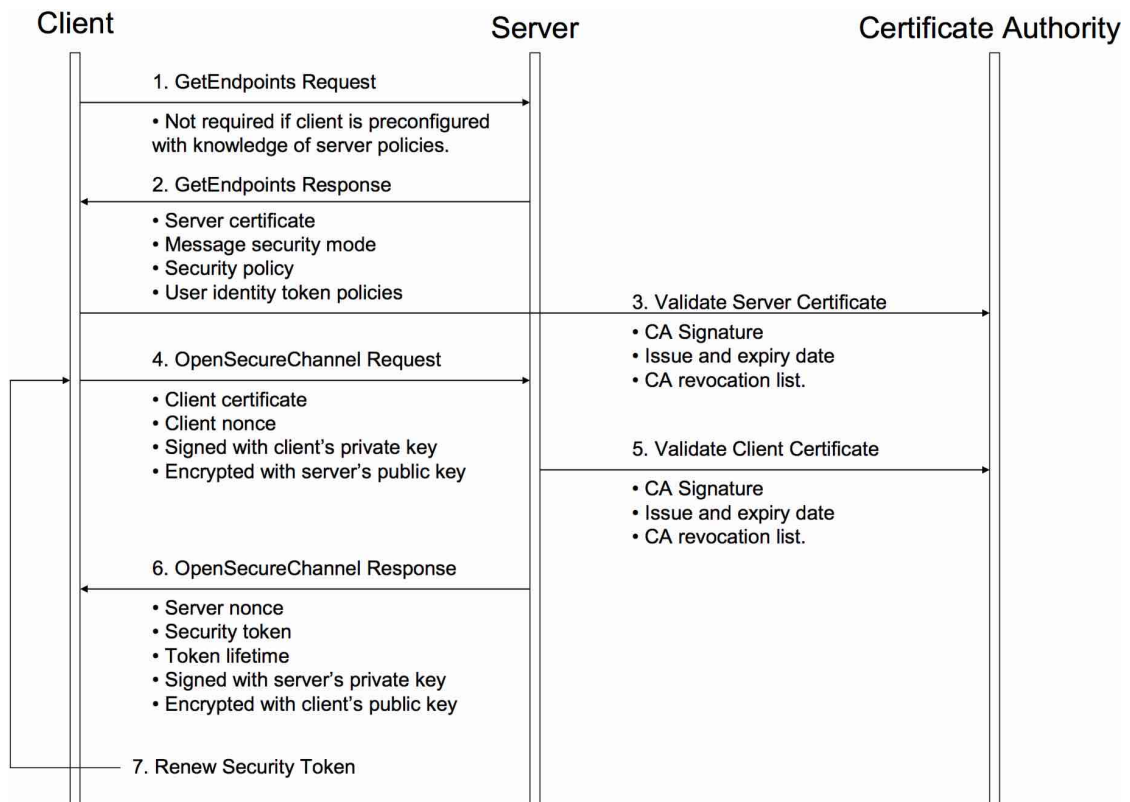 Client
Server
Certificate Authority
1. GetEndpoints Request
• Not required if client is preconfigured
with knowledge of server policies.
2. GetEndpoints Response
• Server certificate
• Message security mode
• Security policy
• User identity token policies
3. Validate Server Certificate
• CA Signature
• Issue and expiry date
• CA revocation list.
4. OpenSecureChannel Request
• Client certificate
• Client nonce
• Signed with client's private key
• Encrypted with server's public key
5. Validate Client Certificate
• CA Signature
• Issue and expiry date
• CA revocation list.
6. OpenSecureChannel Response
• Server nonce
• Security token
• Token lifetime
• Signed with server's private key
• Encrypted with client's public key
7. Renew Security Token